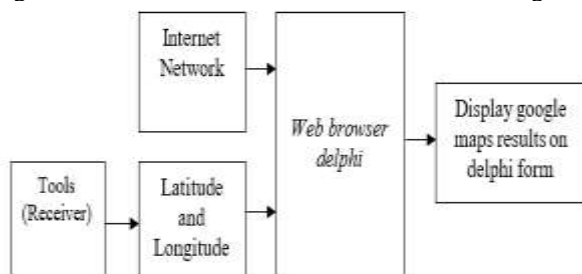 Internet
Network
Web browser
delphi
Display google
maps results on
delphi form
Tools
(Receiver)
Latitude
and
Longitude